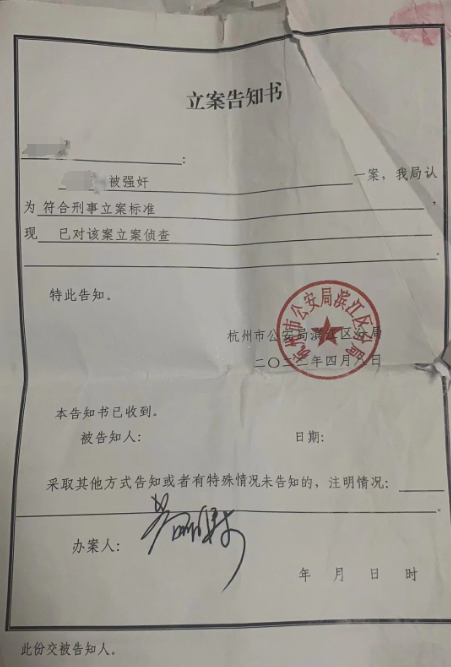 立案告知书
:
被强奸 一案，我局认
为 符合刑事立案标准 ，
现 已对该案立案侦查
特此告知。
杭州市公安局滨江区分局
二〇二二年四月 日
本告知书已收到。
被告知人： 日期：
采取其他方式告知或者有特殊情况未告知的，注明情况：
办案人：
年 月 日 时
此份交被告知人。